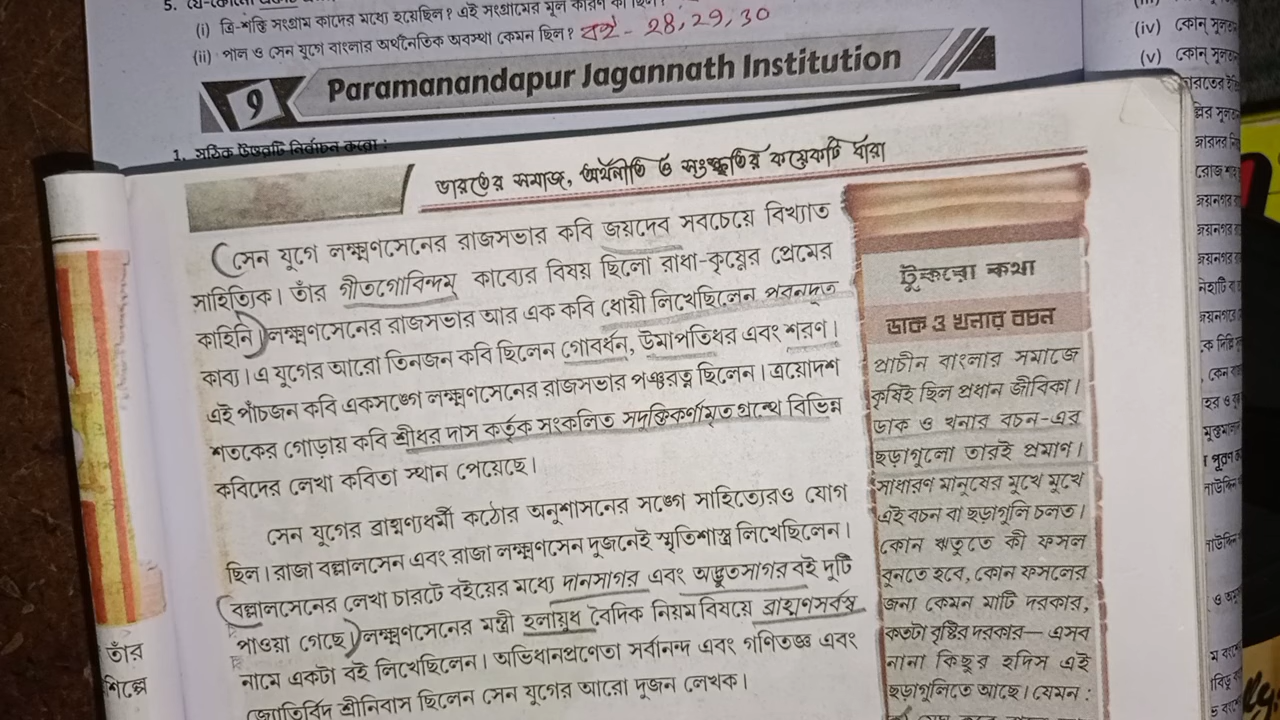 5. যে-কোনো
(i) ত্রি-শক্তি সংগ্রাম কাদের মধ্যে হয়েছিল? এই সংগ্রামের মূল কারণ কী ছিল?
(ii) পাল ও সেন যুগে বাংলার অর্থনৈতিক অবস্থা কেমন ছিল? বই - 28, 29, 30
9 Paramanandapur Jagannath Institution
1. সঠিক উত্তরটি নির্বাচন করো :
ভারতের সমাজ, অর্থনীতি ও সংস্কৃতির কয়েকটি ধারা
সেন যুগে লক্ষ্মণসেনের রাজসভার কবি জয়দেব সবচেয়ে বিখ্যাত
সাহিত্যিক। তাঁর গীতগোবিন্দম্ কাব্যের বিষয় ছিলো রাধা-কৃষ্ণের প্রেমের
কাহিনি। লক্ষ্মণসেনের রাজসভার আর এক কবি ধোয়ী লিখেছিলেন পবনদূত
কাব্য। এ যুগের আরো তিনজন কবি ছিলেন গোবর্ধন, উমাপতিধর এবং শরণ।
এই পাঁচজন কবি একসঙ্গে লক্ষ্মণসেনের রাজসভার পঞ্চরত্ন ছিলেন। ত্রয়োদশ
শতকের গোড়ায় কবি শ্রীধর দাস কর্তৃক সংকলিত সদুক্তিকর্ণামৃত গ্রন্থে বিভিন্ন
কবিদের লেখা কবিতা স্থান পেয়েছে।
সেন যুগের ব্রাহ্মণ্যধর্মী কঠোর অনুশাসনের সঙ্গে সাহিত্যেরও যোগ
ছিল। রাজা বল্লালসেন এবং রাজা লক্ষ্মণসেন দুজনেই স্মৃতিশাস্ত্র লিখেছিলেন।
বল্লালসেনের লেখা চারটে বইয়ের মধ্যে দানসাগর এবং অদ্ভুতসাগর বই দুটি
পাওয়া গেছে। লক্ষ্মণসেনের মন্ত্রী হলায়ুধ বৈদিক নিয়ম বিষয়ে ব্রাহ্মণসর্বস্ব
নামে একটা বই লিখেছিলেন। অভিধানপ্রণেতা সর্বানন্দ এবং গণিতজ্ঞ এবং
জ্যোতির্বিদ শ্রীনিবাস ছিলেন সেন যুগের আরো দুজন লেখক।
টুকরো কথা
ডাক ও খনার বচন
প্রাচীন বাংলার সমাজে
কৃষিই ছিল প্রধান জীবিকা।
ডাক ও খনার বচন-এর
ছড়াগুলো তারই প্রমাণ।
সাধারণ মানুষের মুখে মুখে
এই বচন বা ছড়াগুলি চলত।
কোন ঋতুতে কী ফসল
বুনতে হবে, কোন ফসলের
জন্য কেমন মাটি দরকার,
কতটা বৃষ্টির দরকার— এসব
নানা কিছুর হদিস এই
ছড়াগুলিতে আছে। যেমন :
তাঁর
শিল্পে
(iv) কোন
(v) কোন